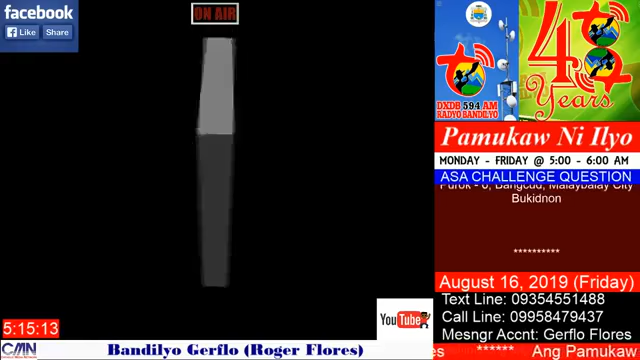 facebook
Like Share
ON AIR
48
Years
DXDB 594 AM
RADYO BANDILYO
Pamukaw Ni Ilyo
MONDAY - FRIDAY @ 5:00 - 6:00 AM
ASA CHALLENGE QUESTION
Purok - 6, Bangcud, Malaybalay City
Bukidnon
**********
August 16, 2019 (Friday)
Text Line: 09354551488
Call Line: 09958479437
Mesngr Accnt: Gerflo Flores
YouTube
5:15:13
CMN
Bandilyo Gerflo (Roger Flores)
es ****** Ang Pamukaw